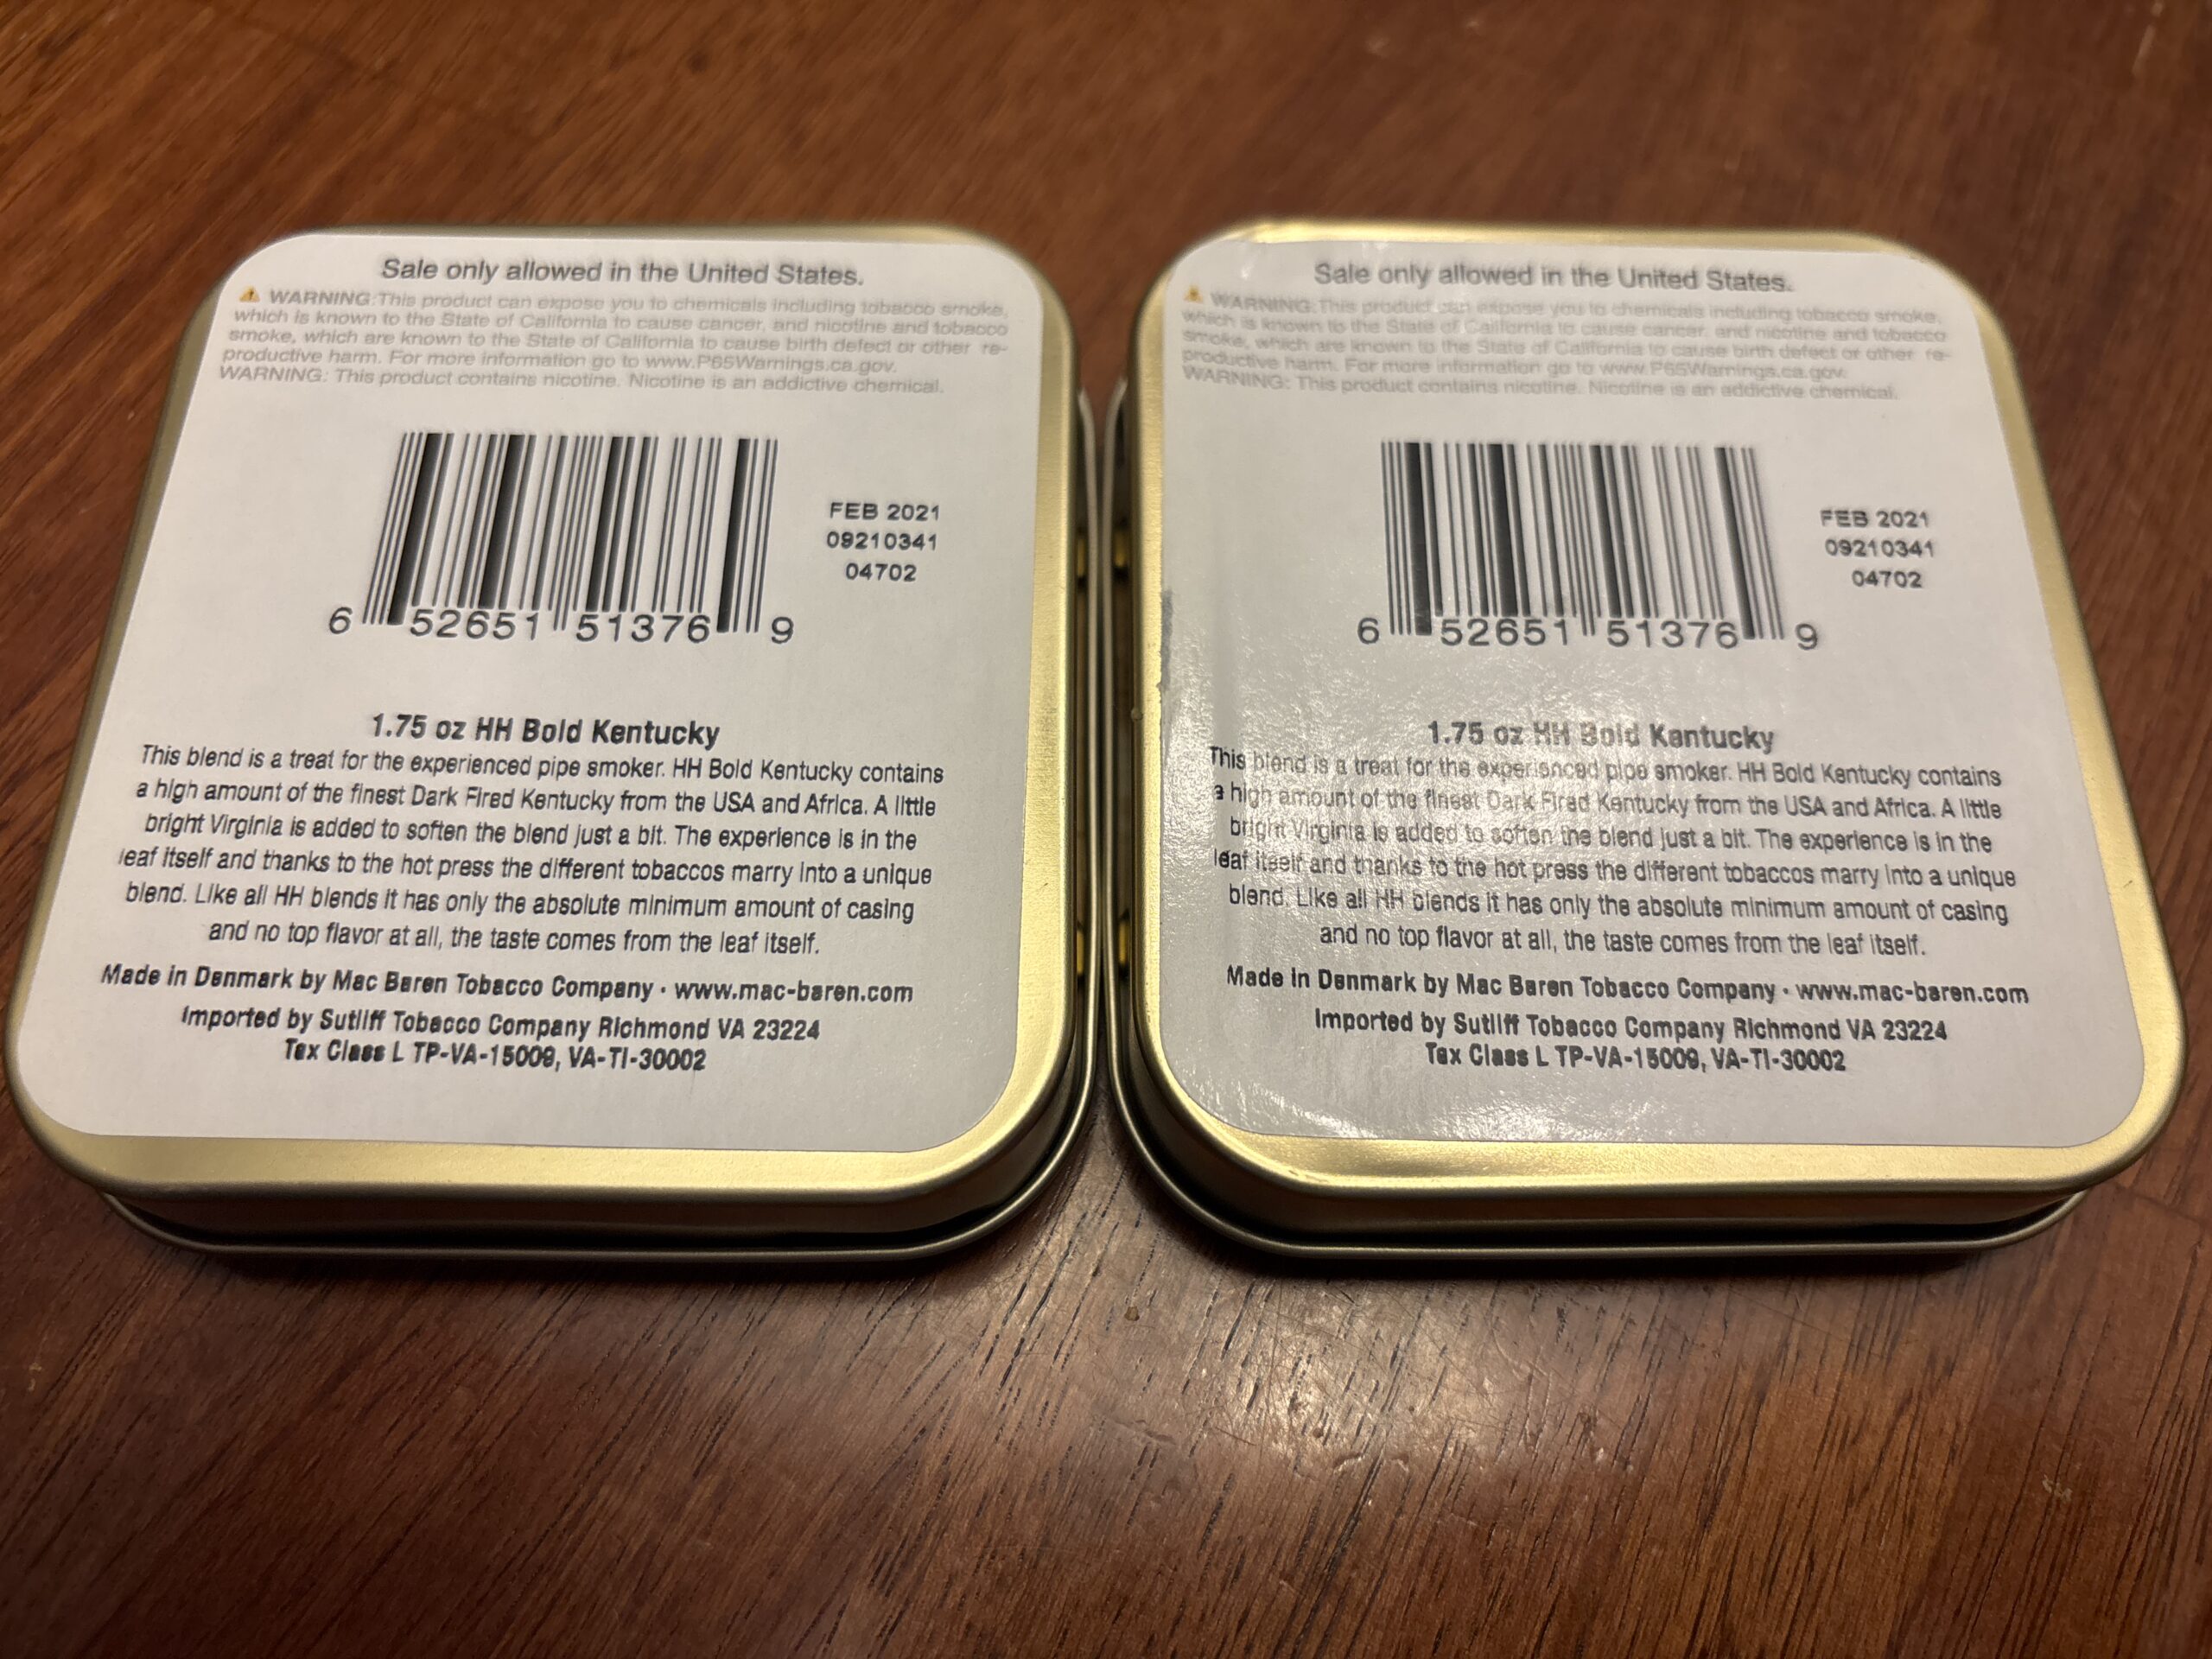 Sale only allowed in the United States.
⚠ WARNING:This product can expose you to chemicals including tobacco smoke,
which is known to the State of California to cause cancer, and nicotine and tobacco
smoke, which are known to the State of California to cause birth defect or other re-
productive harm. For more information go to www.P65Warnings.ca.gov.
WARNING: This product contains nicotine. Nicotine is an addictive chemical.
FEB 2021
09210341
04702
6 52651 51376 9
1.75 oz HH Bold Kentucky
This blend is a treat for the experienced pipe smoker. HH Bold Kentucky contains
a high amount of the finest Dark Fired Kentucky from the USA and Africa. A little
bright Virginia is added to soften the blend just a bit. The experience is in the
leaf itself and thanks to the hot press the different tobaccos marry into a unique
blend. Like all HH blends it has only the absolute minimum amount of casing
and no top flavor at all, the taste comes from the leaf itself.
Made in Denmark by Mac Baren Tobacco Company · www.mac-baren.com
Imported by Sutliff Tobacco Company Richmond VA 23224
Tax Class L TP-VA-15009, VA-TI-30002
Sale only allowed in the United States.
⚠ WARNING:This product can expose you to chemicals including tobacco smoke,
which is known to the State of California to cause cancer, and nicotine and tobacco
smoke, which are known to the State of California to cause birth defect or other re-
productive harm. For more information go to www.P65Warnings.ca.gov.
WARNING: This product contains nicotine. Nicotine is an addictive chemical.
FEB 2021
09210341
04702
6 52651 51376 9
1.75 oz HH Bold Kentucky
This blend is a treat for the experienced pipe smoker. HH Bold Kentucky contains
a high amount of the finest Dark Fired Kentucky from the USA and Africa. A little
bright Virginia is added to soften the blend just a bit. The experience is in the
leaf itself and thanks to the hot press the different tobaccos marry into a unique
blend. Like all HH blends it has only the absolute minimum amount of casing
and no top flavor at all, the taste comes from the leaf itself.
Made in Denmark by Mac Baren Tobacco Company · www.mac-baren.com
Imported by Sutliff Tobacco Company Richmond VA 23224
Tax Class L TP-VA-15009, VA-TI-30002